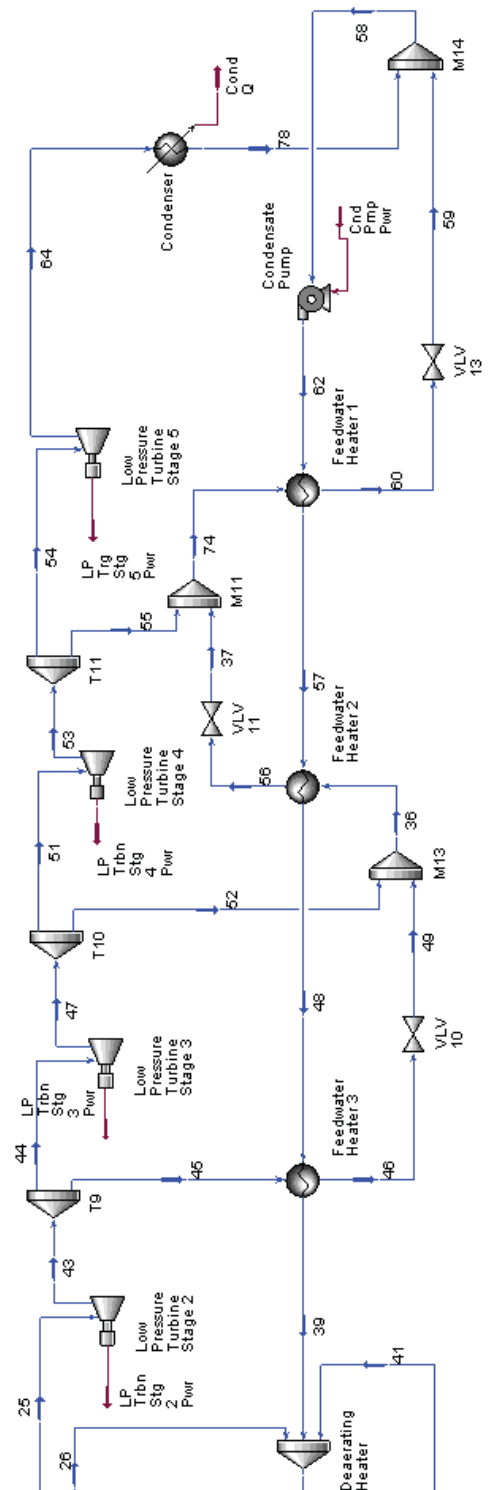 58
M14
Cond
Q
Condenser
78
64
Cnd
Pmp
Pwr
Condensate
Pump
59
VLV
13
62
Feedwater
Heater 1
60
Low
Pressure
Turbine
Stage 5
LP
Trg
Stg
5 Pwr
54
74
M11
55
T11
37
VLV
11
57
53
Feedwater
Heater 2
56
Low
Pressure
Turbine
Stage 4
LP
Trbn
Stg
4 Pwr
51
36
M13
52
T10
49
48
47
VLV
10
Low
Pressure
Turbine
Stage 3
LP
Trbn
Stg
3 Pwr
44
Feedwater
Heater 3
46
45
T9
43
39
Low
Pressure
Turbine
Stage 2
LP
Trbn
Stg
2 Pwr
25
41
26
Deaerating
Heater